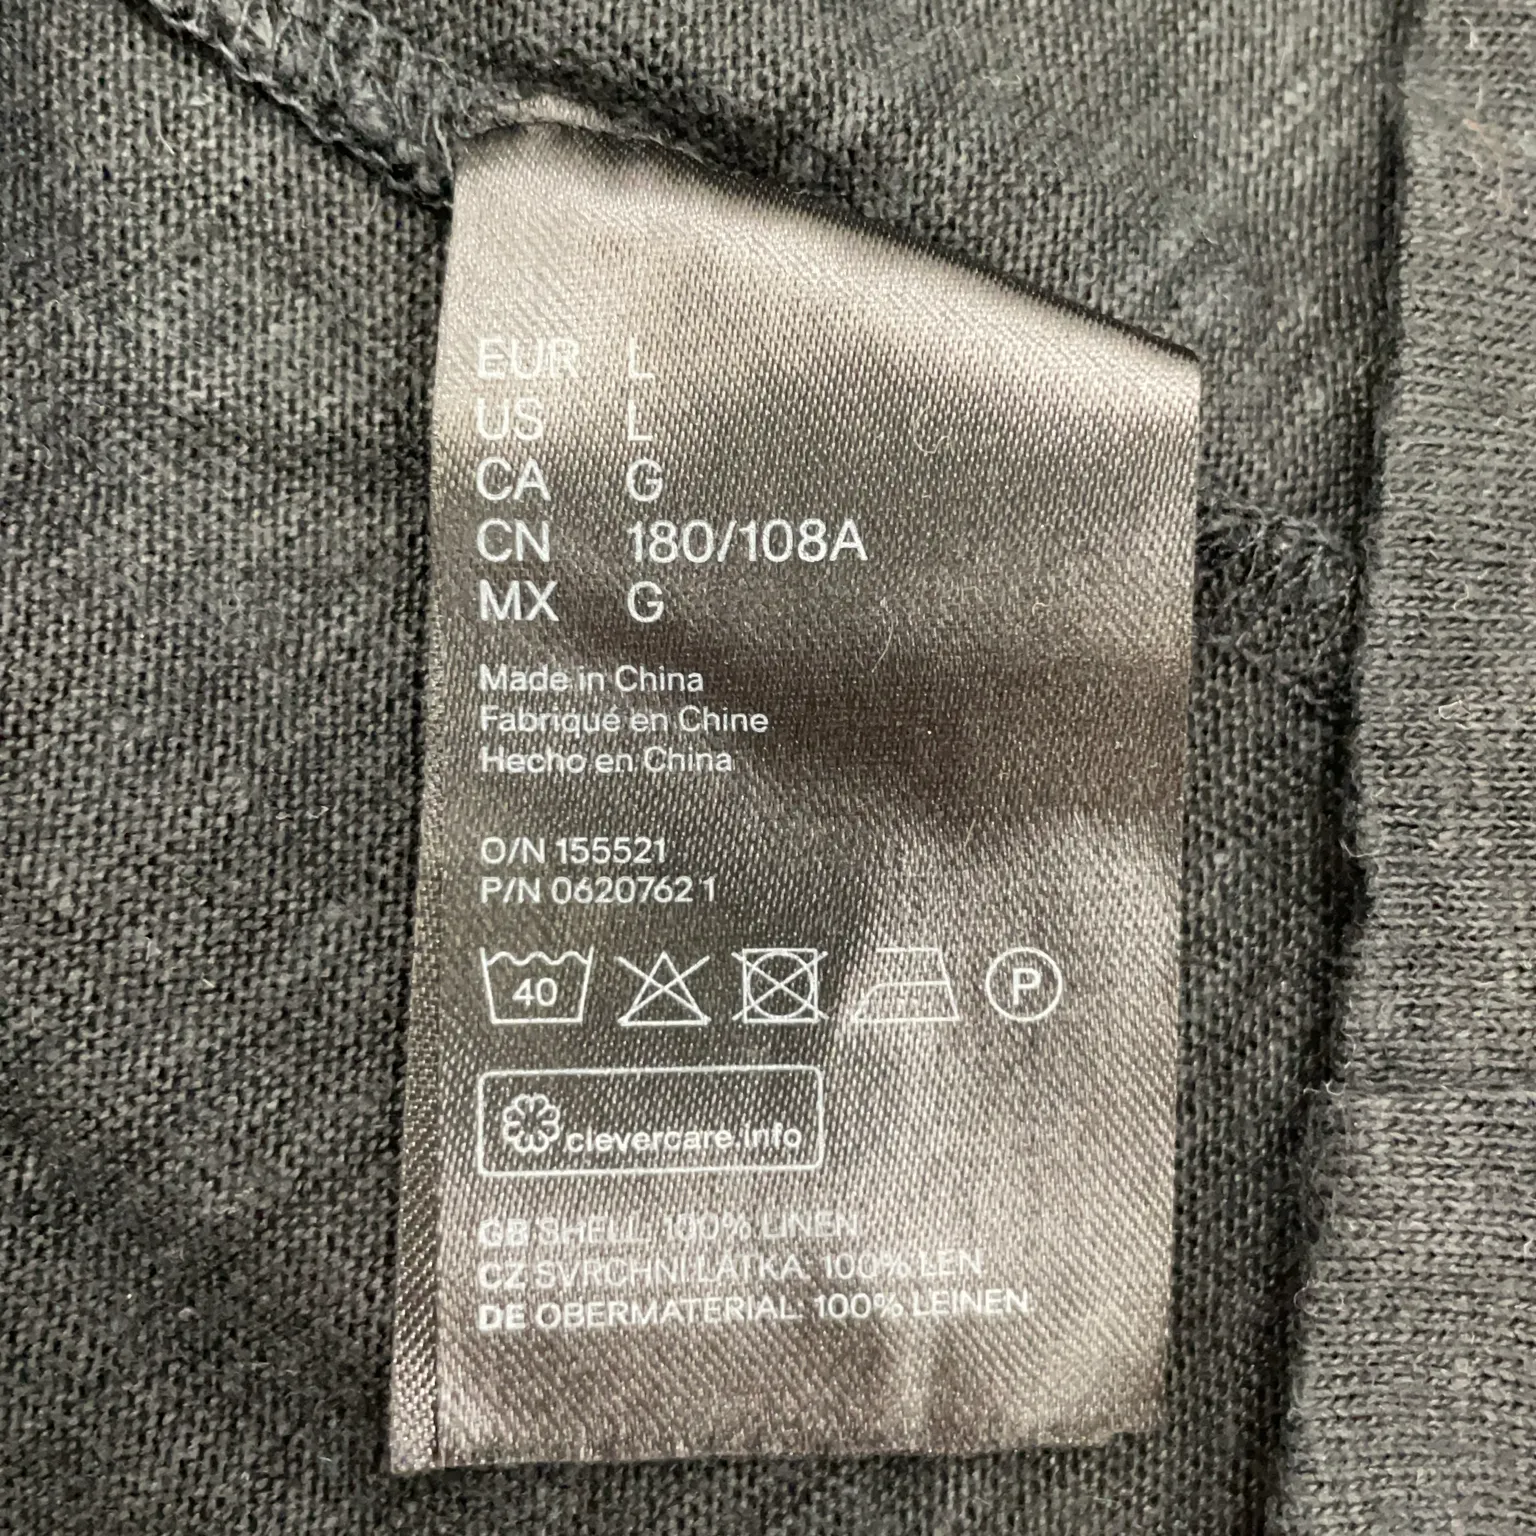 EUR L
US L
CA G
CN 180/108A
MX G
Made in China
Fabriqué en Chine
Hecho en China
O/N 155521
P/N 0620762 1
40 P
clevercare.info
GB SHELL: 100% LINEN
CZ SVRCHNI LÁTKA: 100% LEN
DE OBERMATERIAL: 100% LEINEN